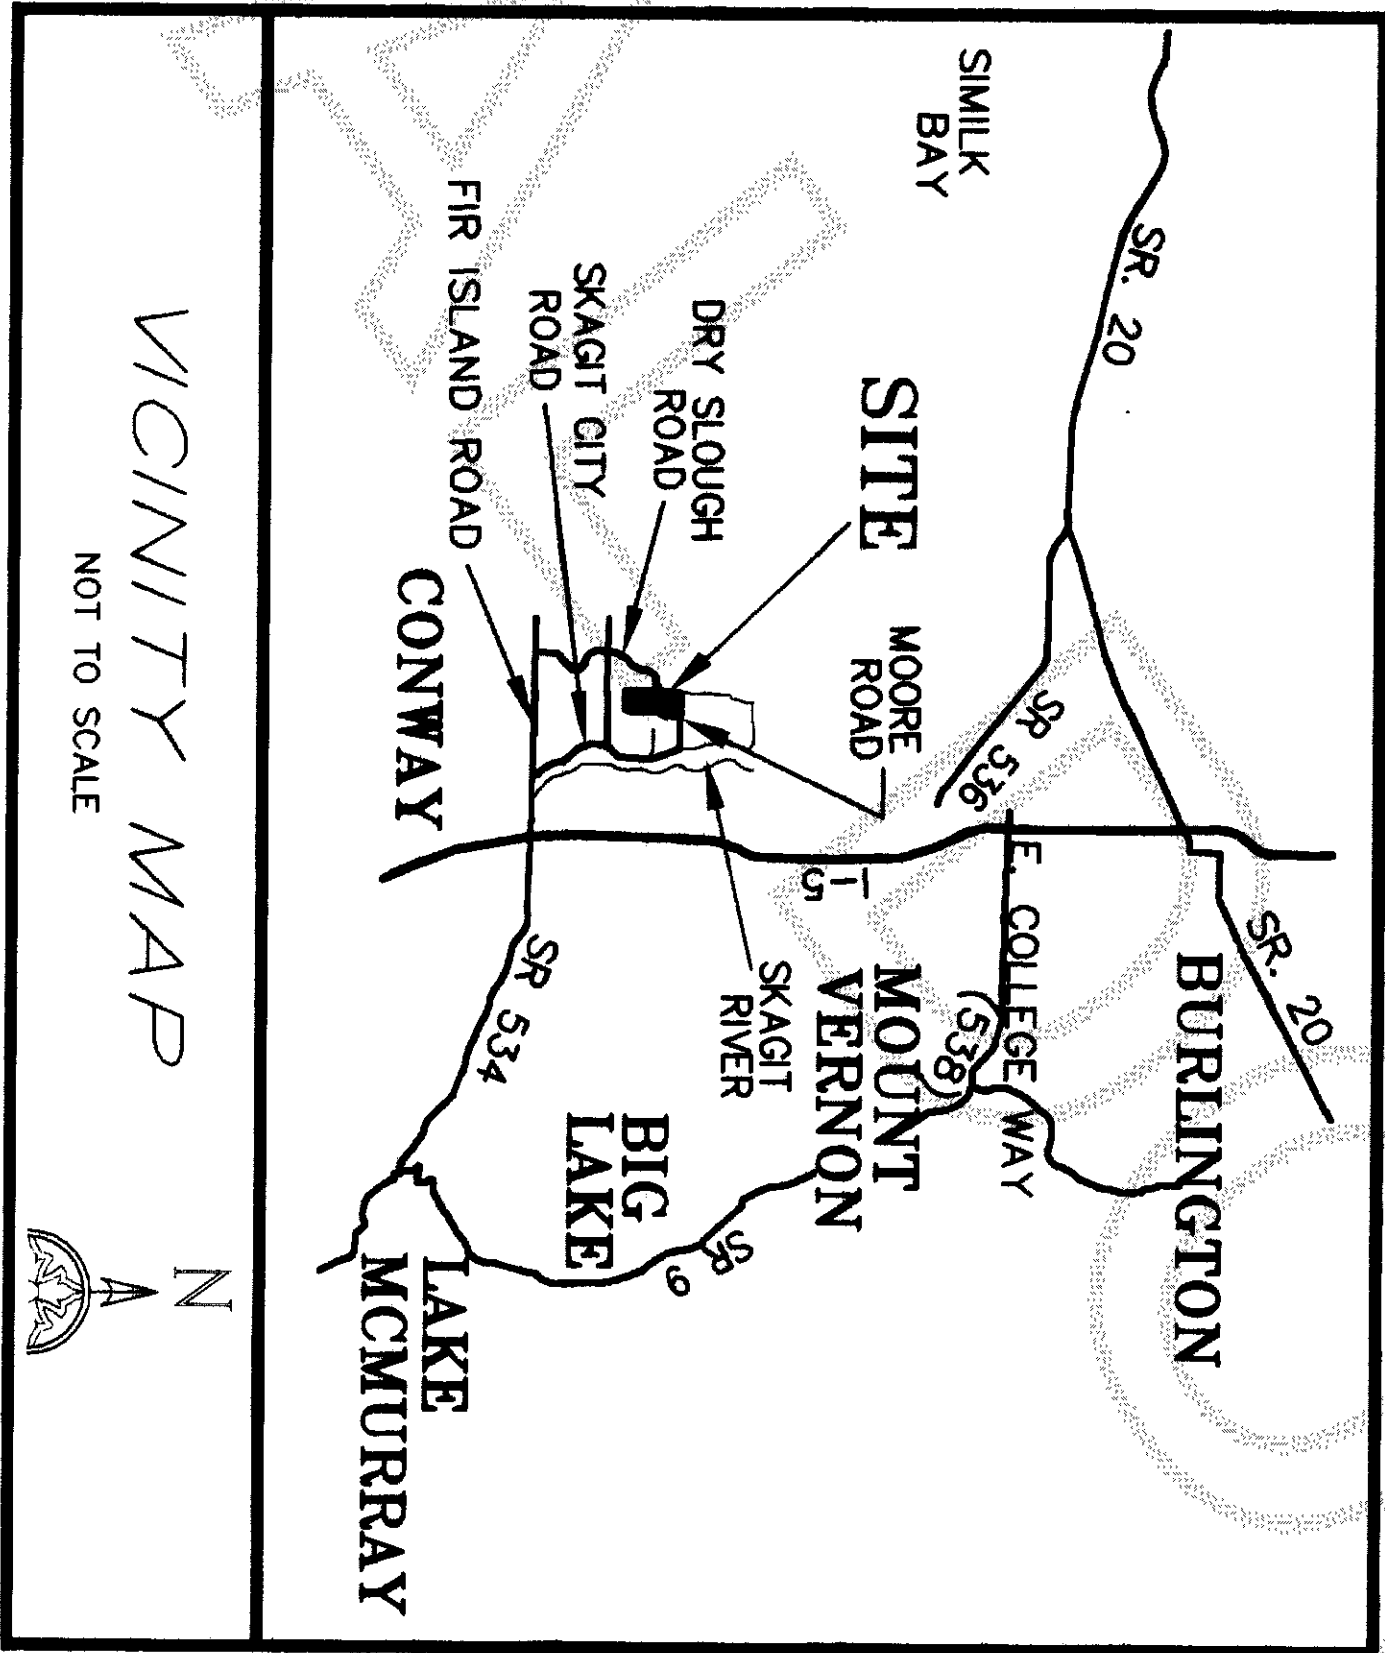 SR. 20
BURLINGTON
SR. 20
SIMILK
BAY
SR 536
E. COLLEGE WAY
(538)
MOORE
ROAD
MOUNT
VERNON
SITE
I-5
SKAGIT
RIVER
DRY SLOUGH
ROAD
SKAGIT CITY
ROAD
BIG
LAKE
SR 9
FIR ISLAND ROAD
CONWAY
SR 534
LAKE
MCMURRAY
VICINITY MAP
NOT TO SCALE
N